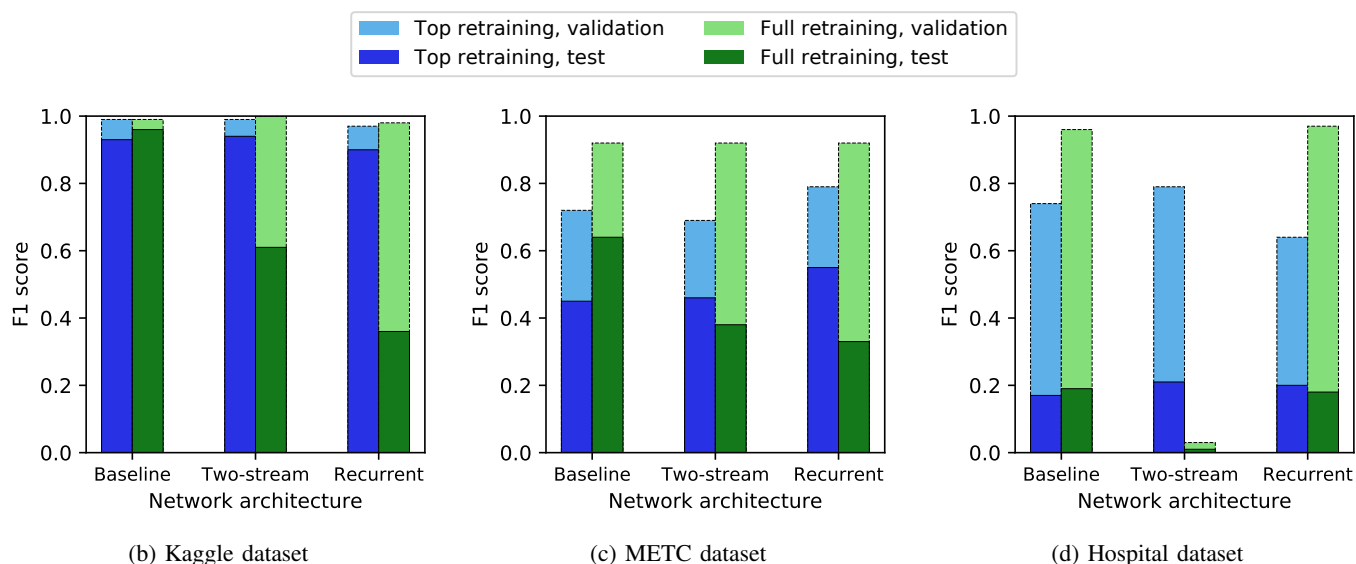 Top retraining, validation
Top retraining, test
Full retraining, validation
Full retraining, test
1.0
0.8
0.6
0.4
0.2
0.0
F1 score
Baseline Two-stream Recurrent
Network architecture
(b) Kaggle dataset
1.0
0.8
0.6
0.4
0.2
0.0
F1 score
Baseline Two-stream Recurrent
Network architecture
(c) METC dataset
1.0
0.8
0.6
0.4
0.2
0.0
F1 score
Baseline Two-stream Recurrent
Network architecture
(d) Hospital dataset